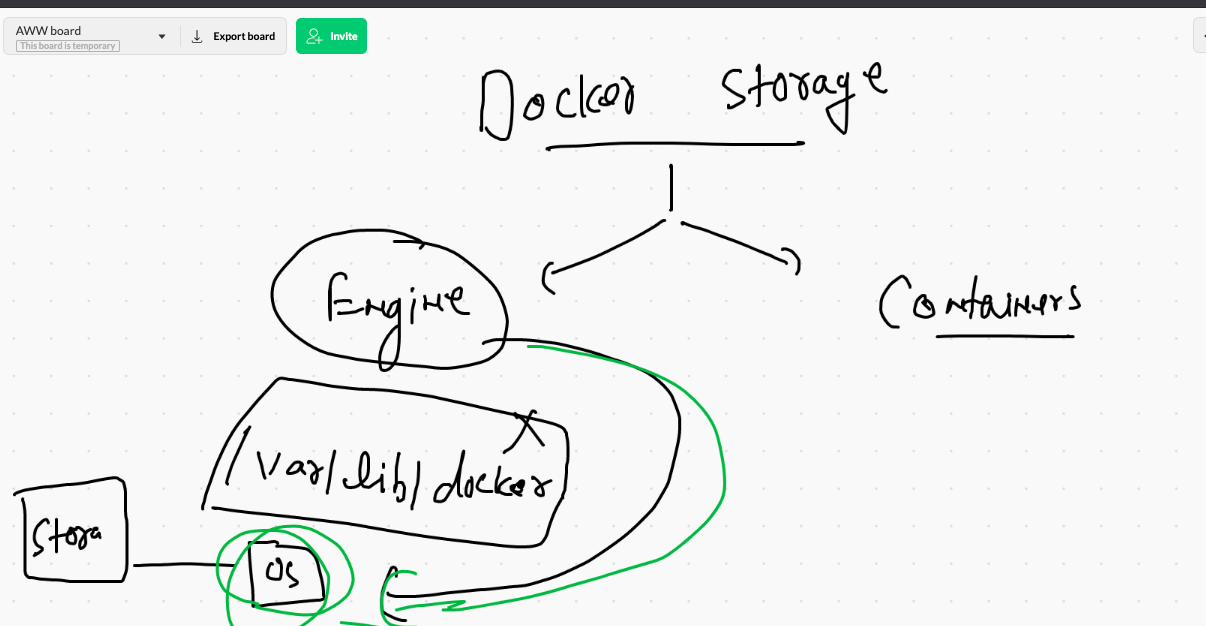 AWW board
This board is temporary
Export board
Invite
Docker Storage
Engine
Containers
/var/lib/docker
Stora
OS